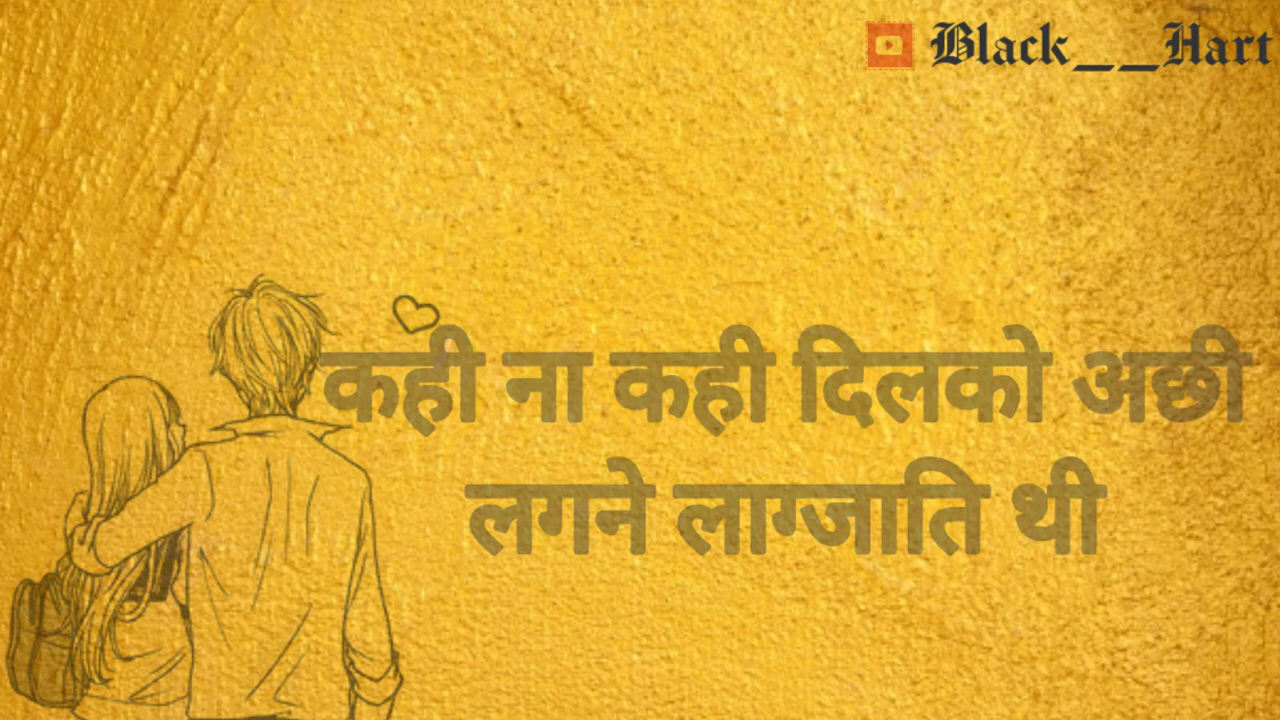 Black__Hart
कही ना कही दिलको अछी
लगने लाग्जाति थी